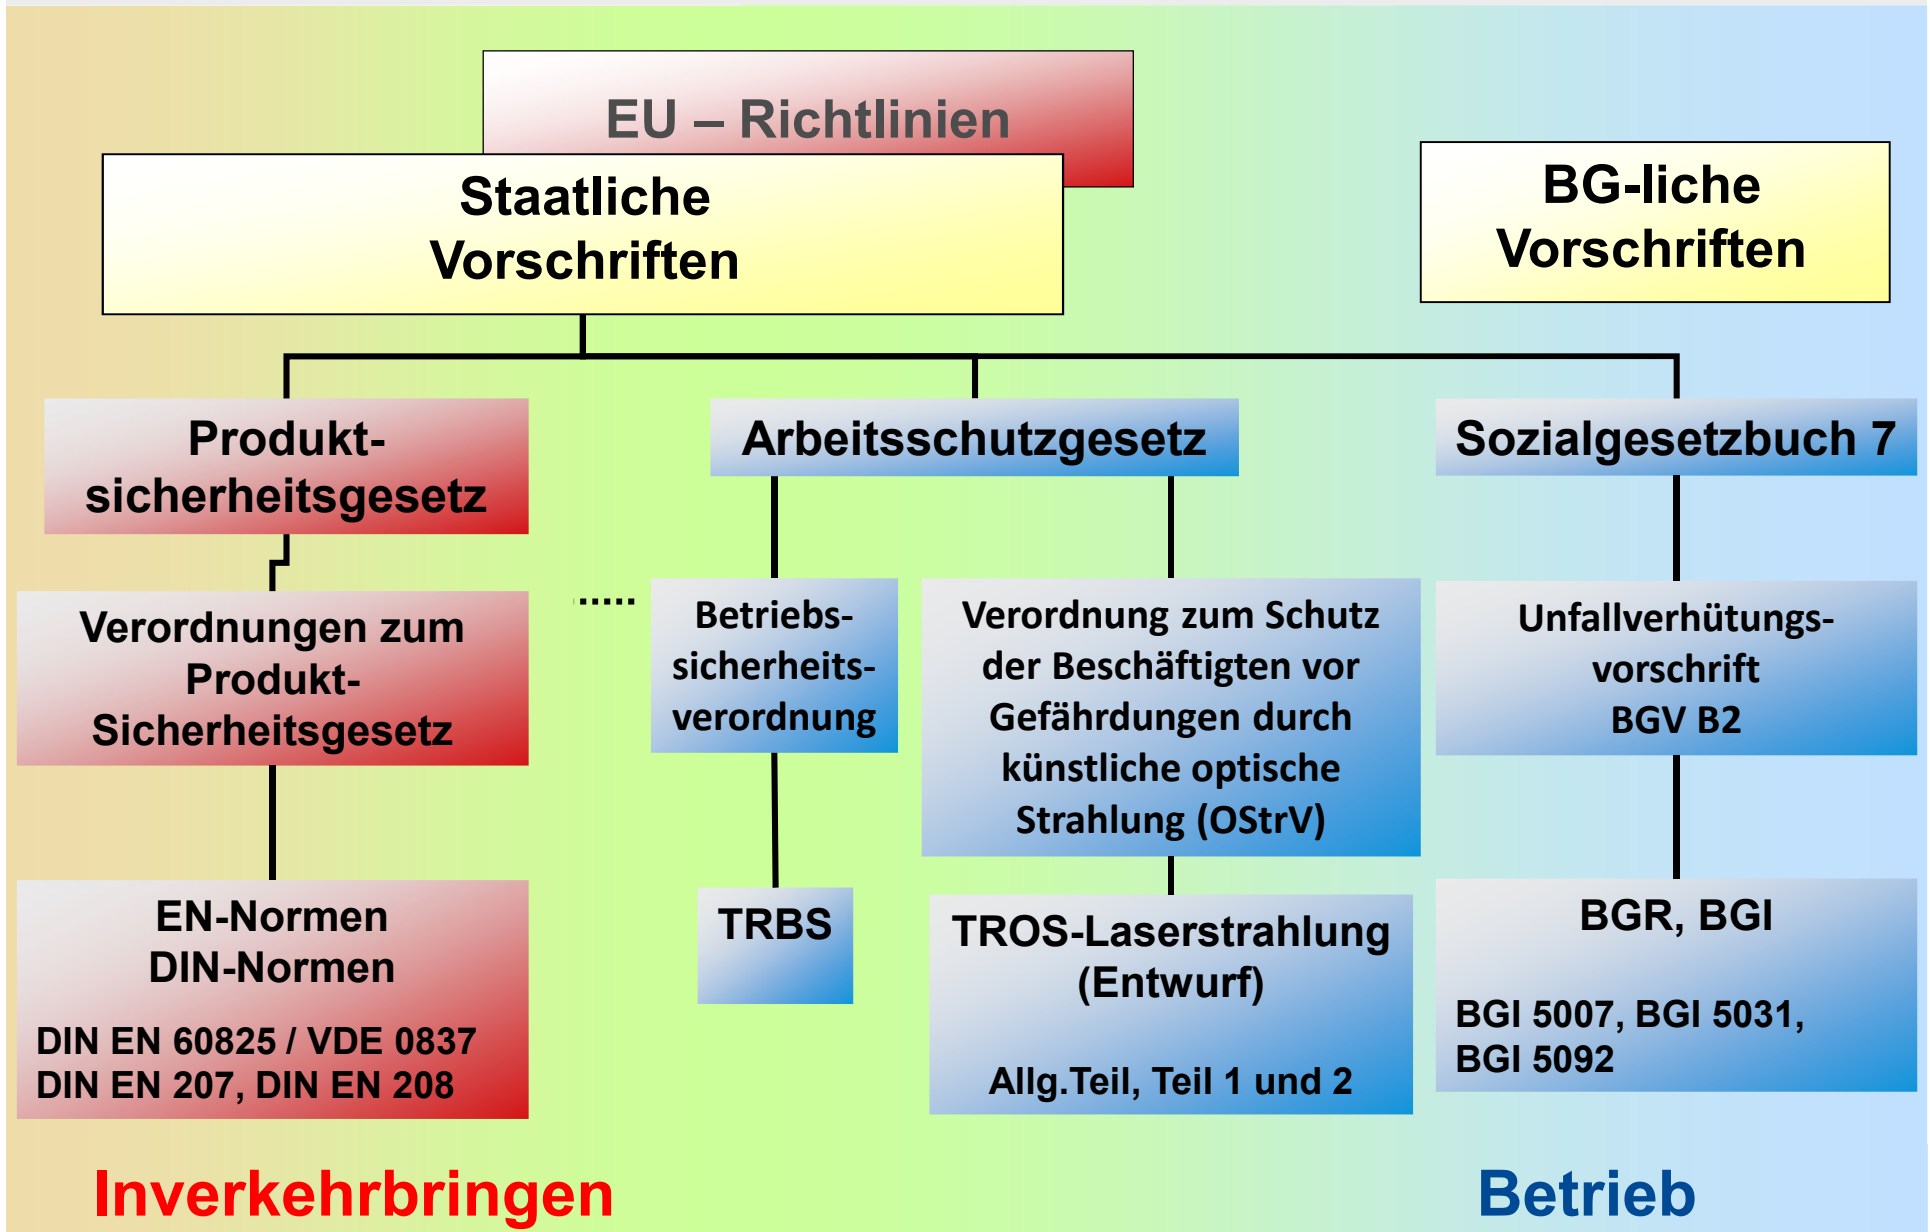 EU – Richtlinien
Staatliche
Vorschriften
BG-liche
Vorschriften
Produkt-
sicherheitsgesetz
Arbeitsschutzgesetz
Sozialgesetzbuch 7
Verordnungen zum
Produkt-
Sicherheitsgesetz
Betriebs-
sicherheits-
verordnung
Verordnung zum Schutz
der Beschäftigten vor
Gefährdungen durch
künstliche optische
Strahlung (OStrV)
Unfallverhütungs-
vorschrift
BGV B2
EN-Normen
DIN-Normen
DIN EN 60825 / VDE 0837
DIN EN 207, DIN EN 208
TRBS
TROS-Laserstrahlung
(Entwurf)
Allg.Teil, Teil 1 und 2
BGR, BGI
BGI 5007, BGI 5031,
BGI 5092
Inverkehrbringen
Betrieb